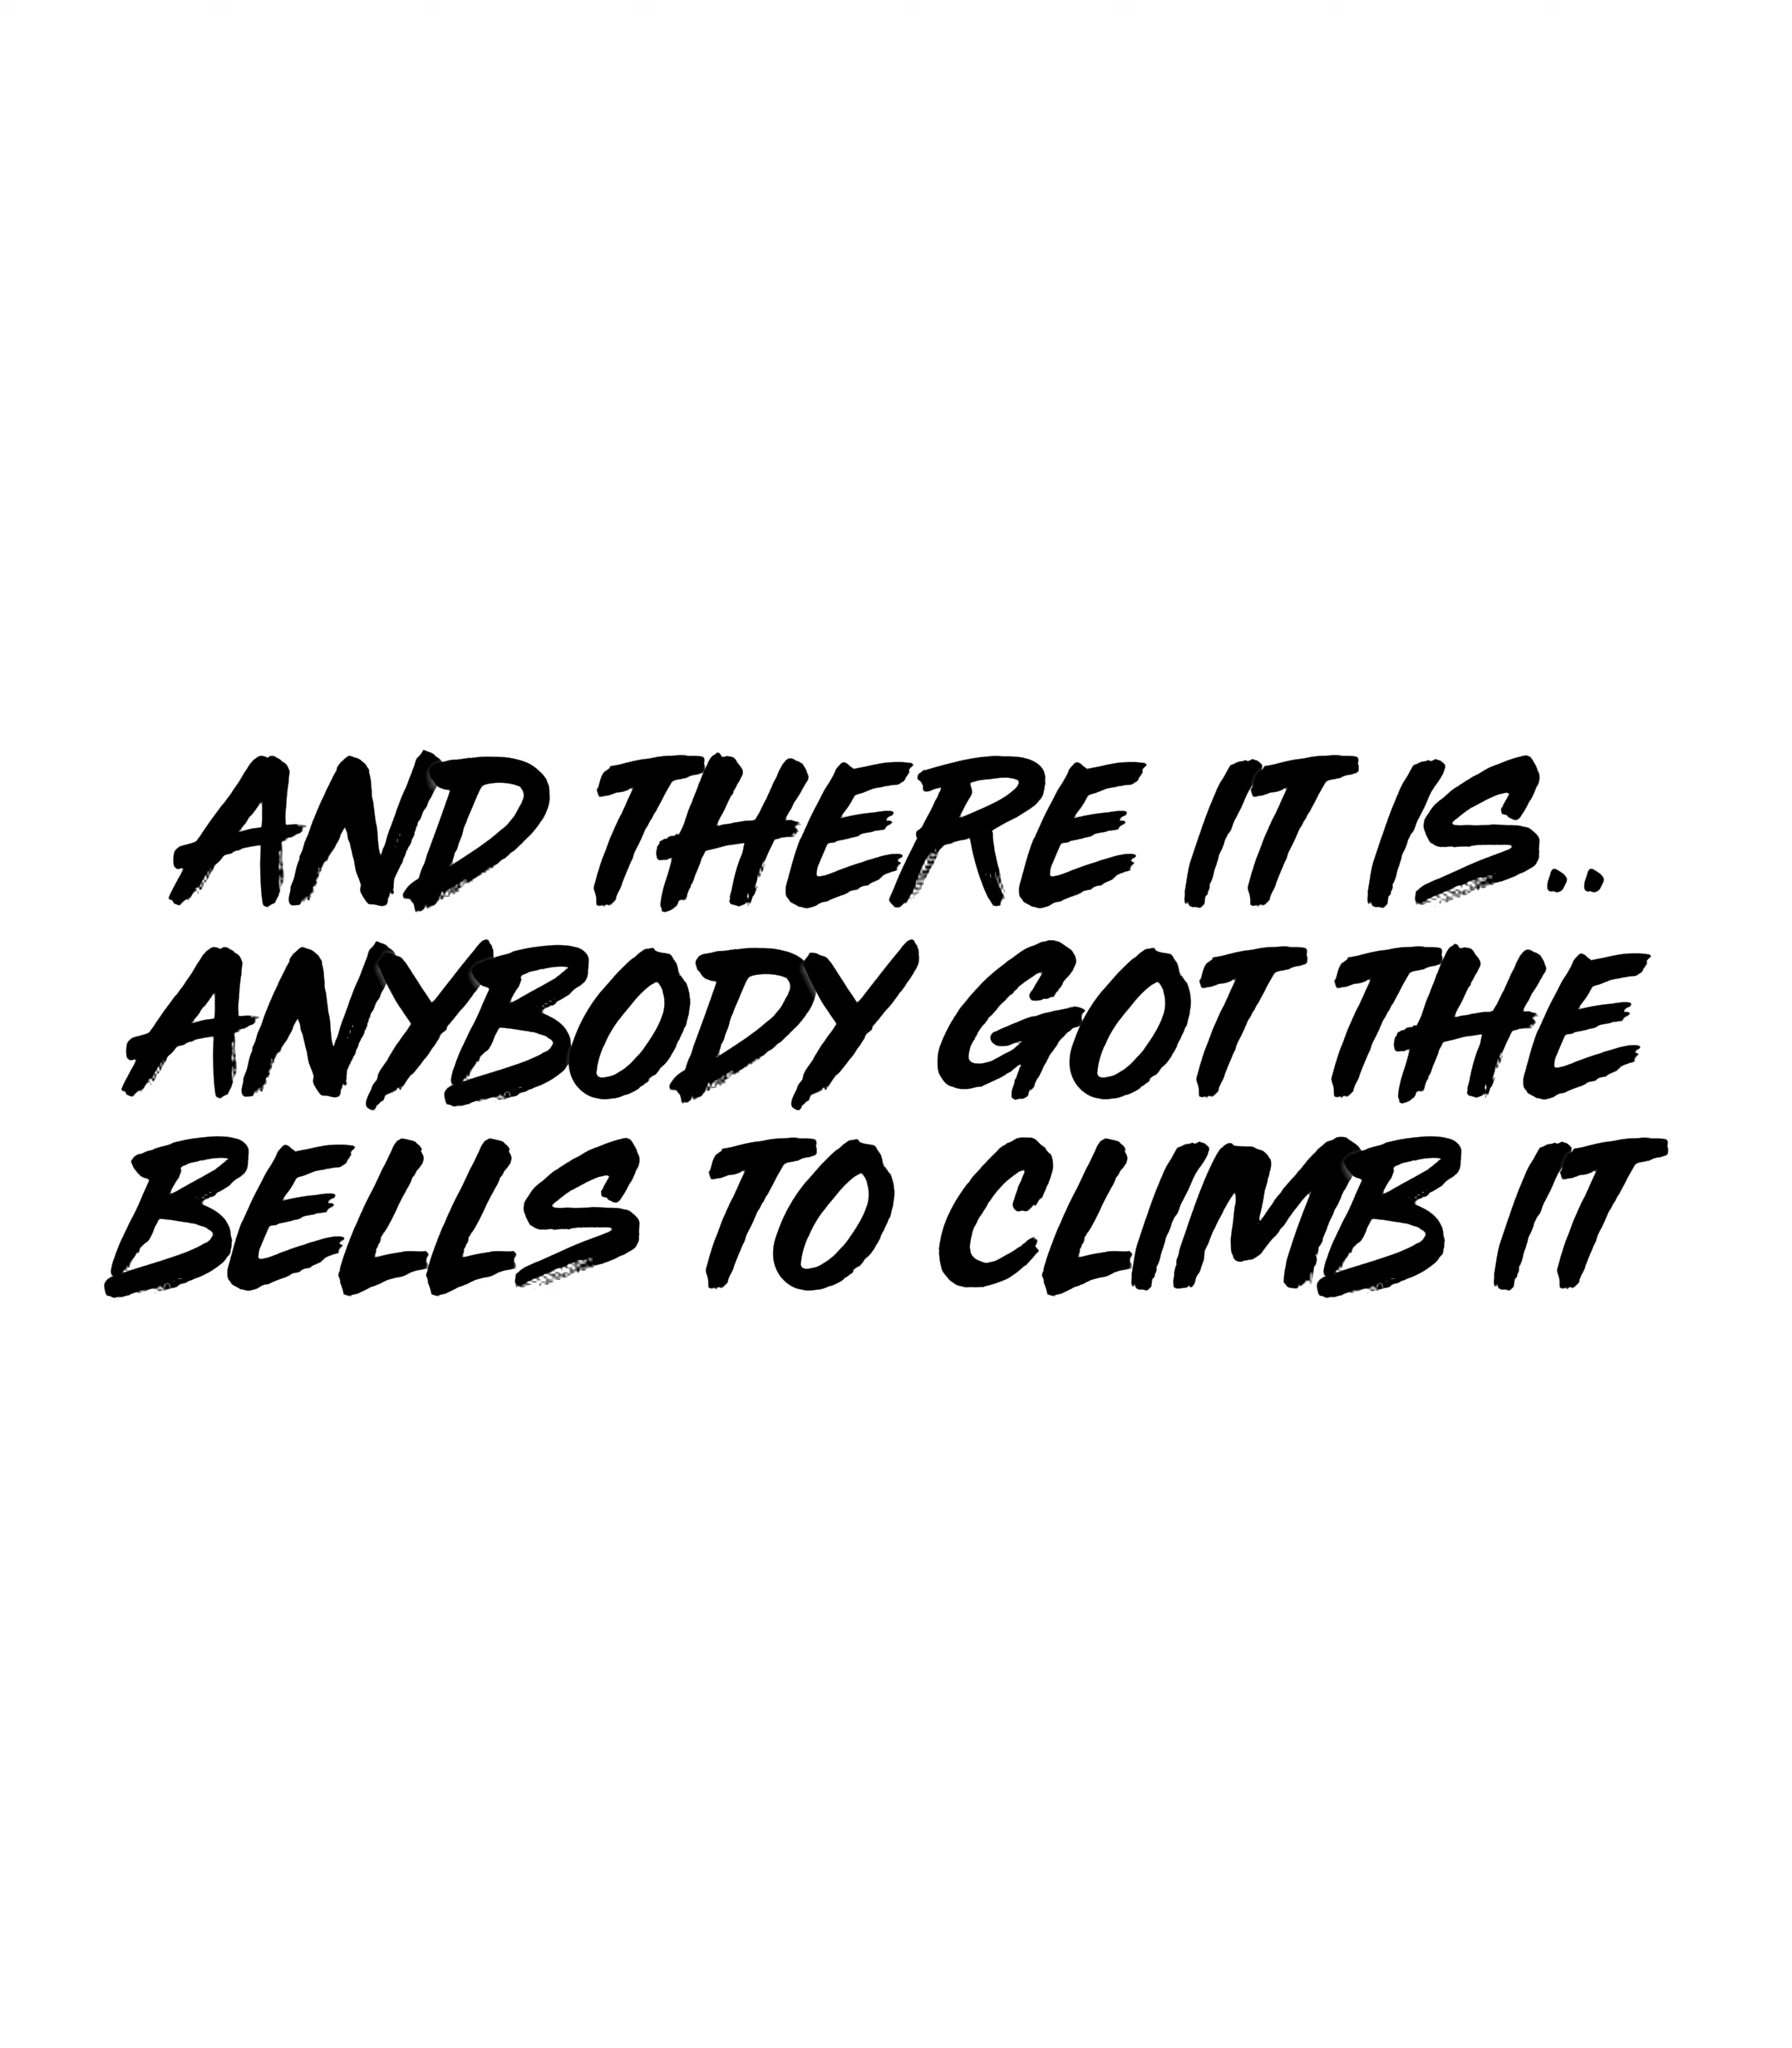 AND THERE IT IS..
ANYBODY GOT THE
BELLS TO CLIMB IT